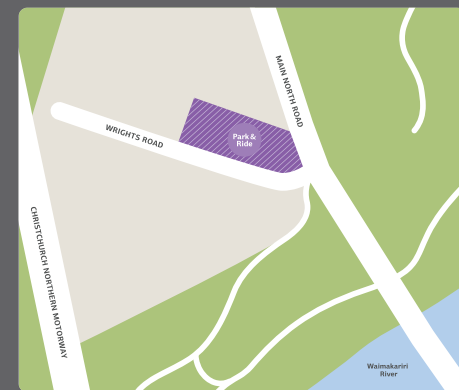 MAIN NORTH ROAD
WRIGHTS ROAD
Park &
Ride
CHRISTCHURCH NORTHERN MOTORWAY
Waimakariri
River